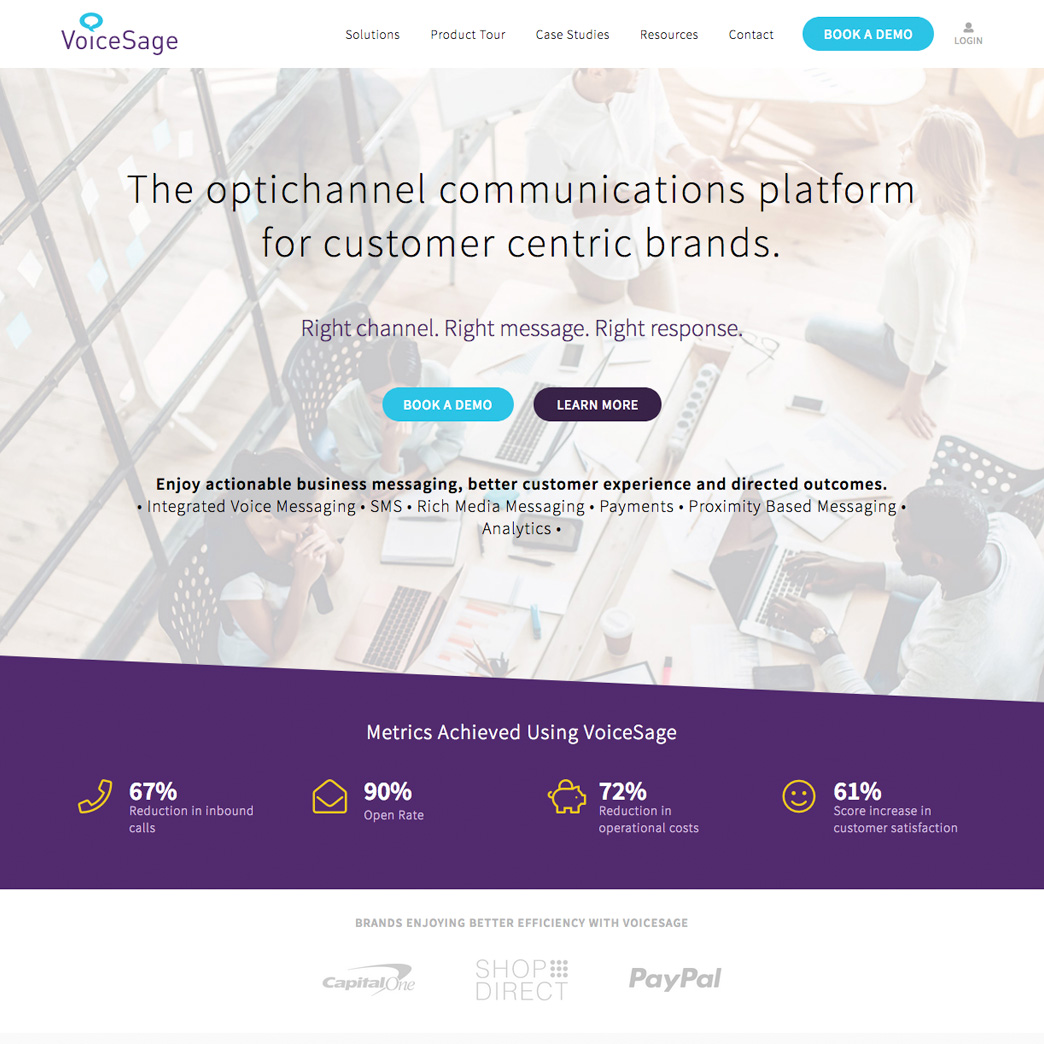 VoiceSage
Solutions
Product Tour
Case Studies
Resources
Contact
BOOK A DEMO
LOGIN
The optichannel communications platform
for customer centric brands.
Right channel. Right message. Right response.
BOOK A DEMO
LEARN MORE
Enjoy actionable business messaging, better customer experience and directed outcomes.
• Integrated Voice Messaging • SMS • Rich Media Messaging • Payments • Proximity Based Messaging •
Analytics •
Metrics Achieved Using VoiceSage
67%
Reduction in inbound
calls
90%
Open Rate
72%
Reduction in
operational costs
61%
Score increase in
customer satisfaction
BRANDS ENJOYING BETTER EFFICIENCY WITH VOICESAGE
CapitalOne
SHOP
DIRECT
PayPal